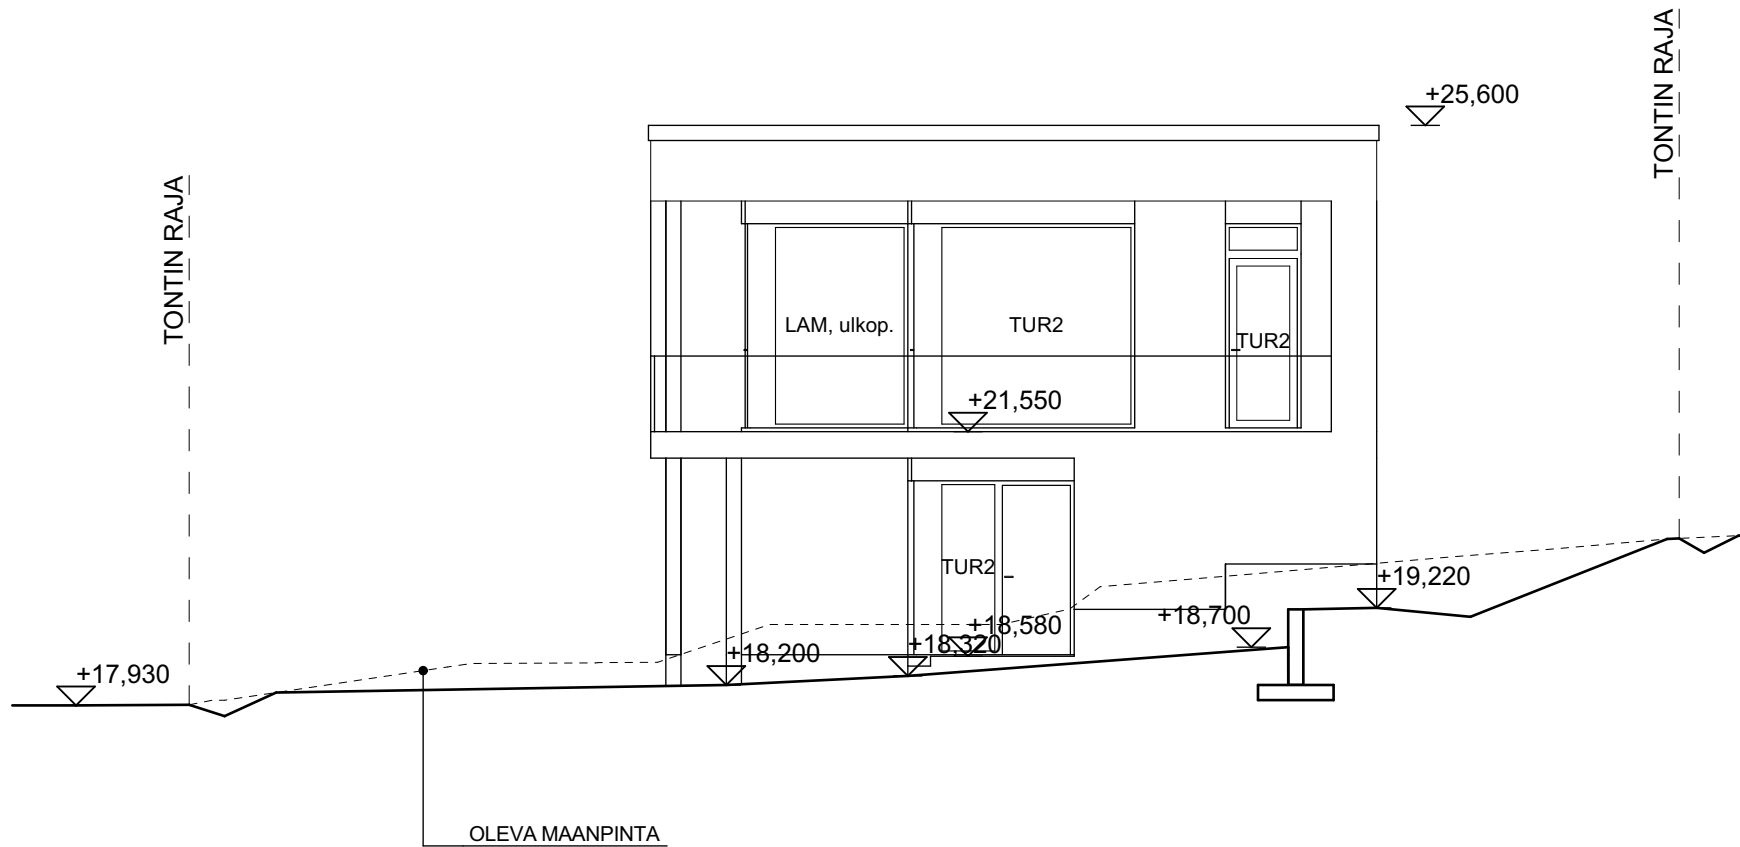 TONTIN RAJA
+25,600
TONTIN RAJA
LAM, ulkop.
TUR2
TUR2
+21,550
TUR2
+19,220
+18,700
+18,580
+18,320
+18,200
+17,930
OLEVA MAANPINTA